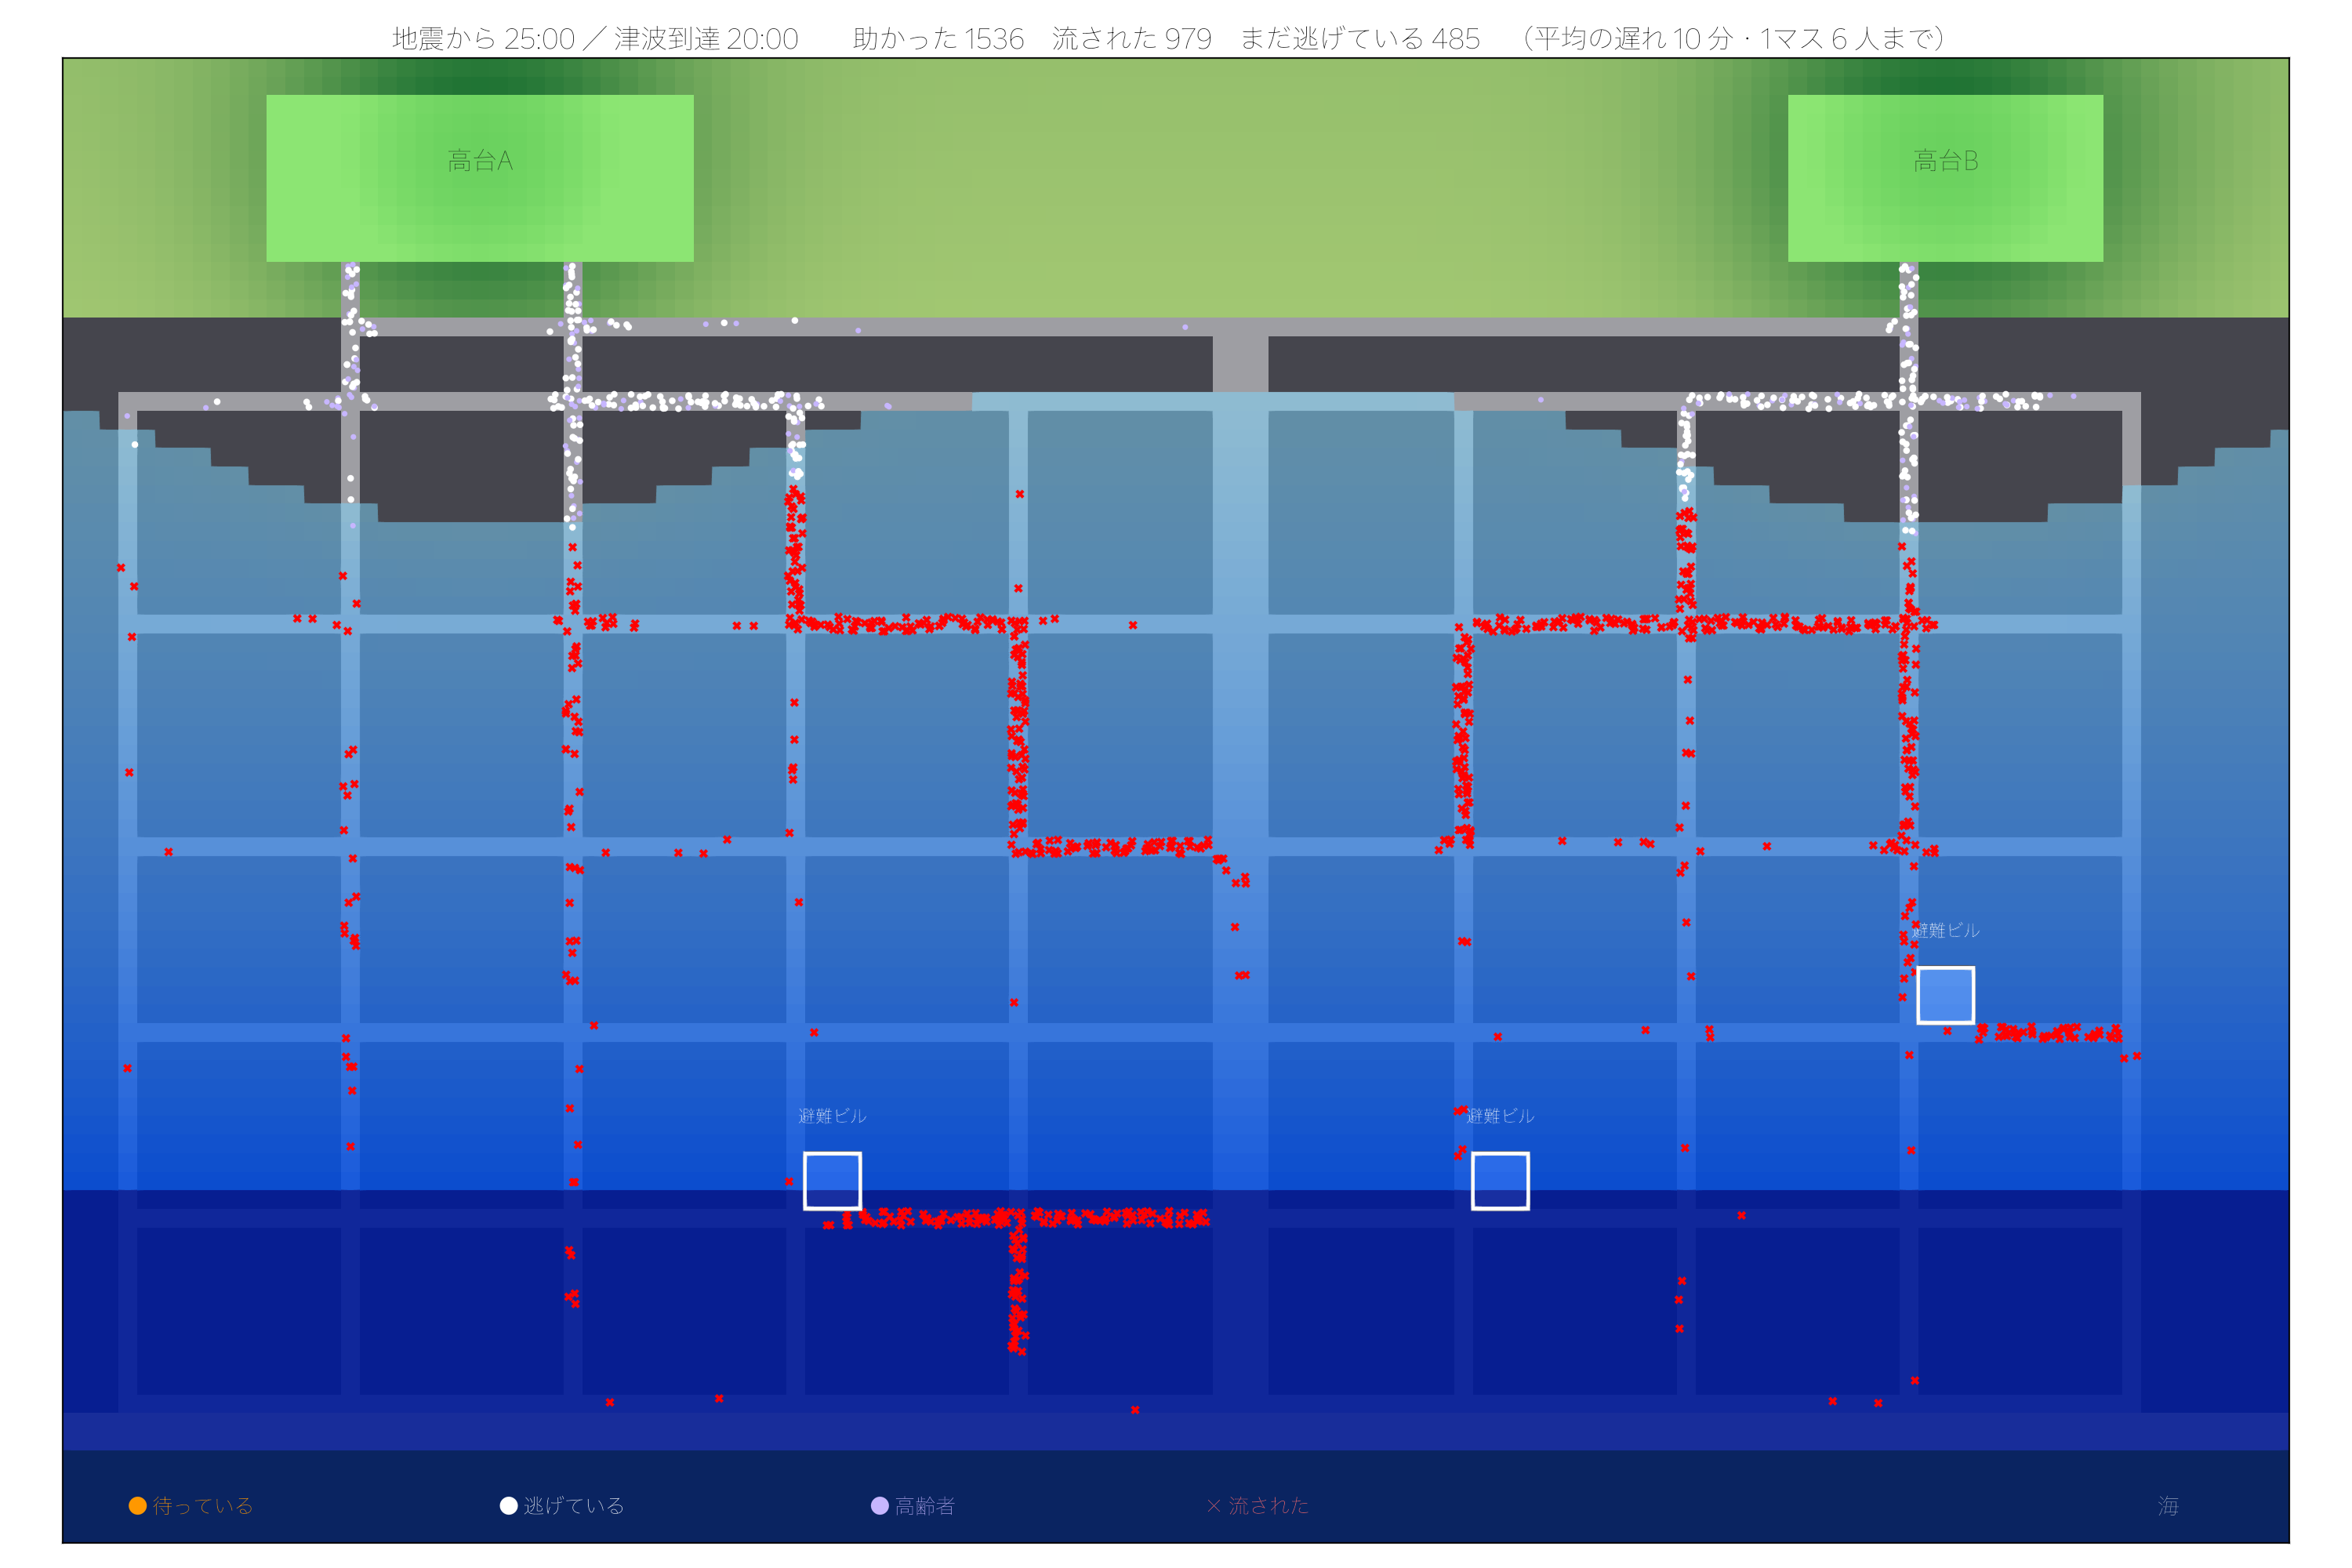 地震から 25:00 ／ 津波到達 20:00　　助かった 1536　流された 979　まだ逃げている 485　（平均の遅れ 10 分・1マス 6 人まで）
高台A
高台B
避難ビル
避難ビル
避難ビル
待っている
逃げている
高齢者
× 流された
海